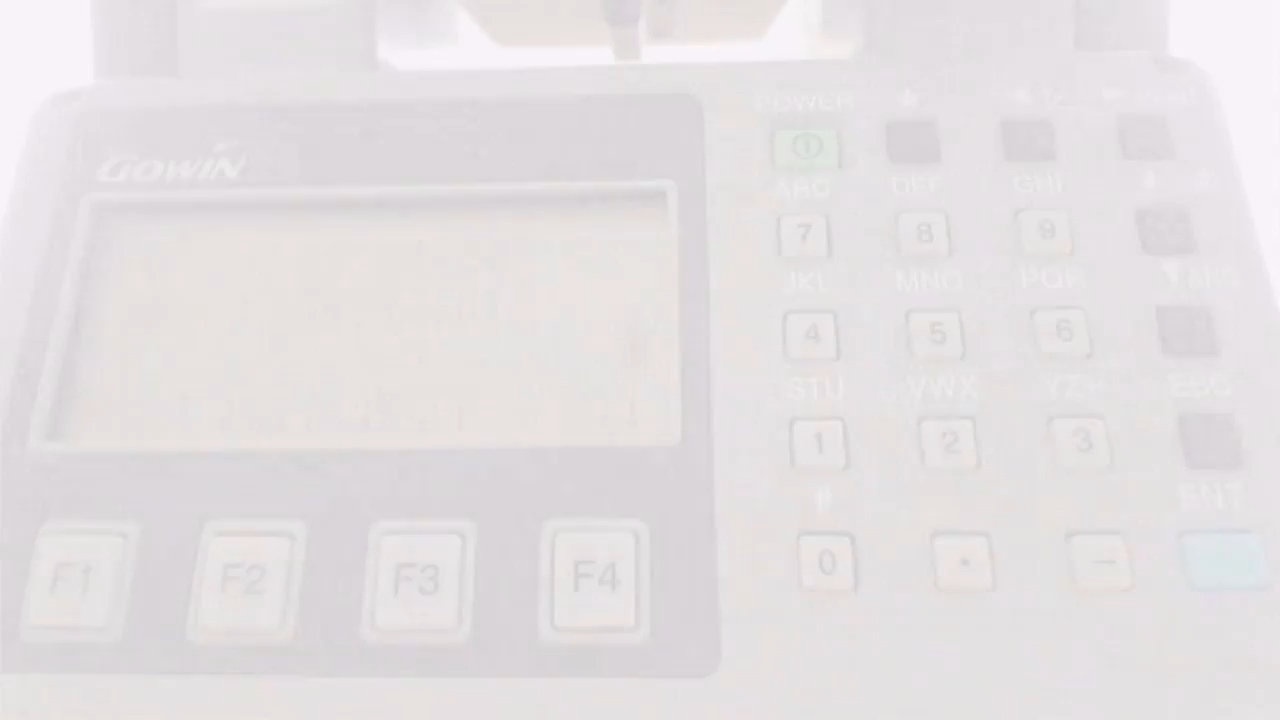 POWER
GOWIN
ABC DEF GHI
7 8 9
JKL MNO PQR
4 5 6
STU VWX YZ
1 2 3
ESC
ENT
F1 F2 F3 F4
0 . -